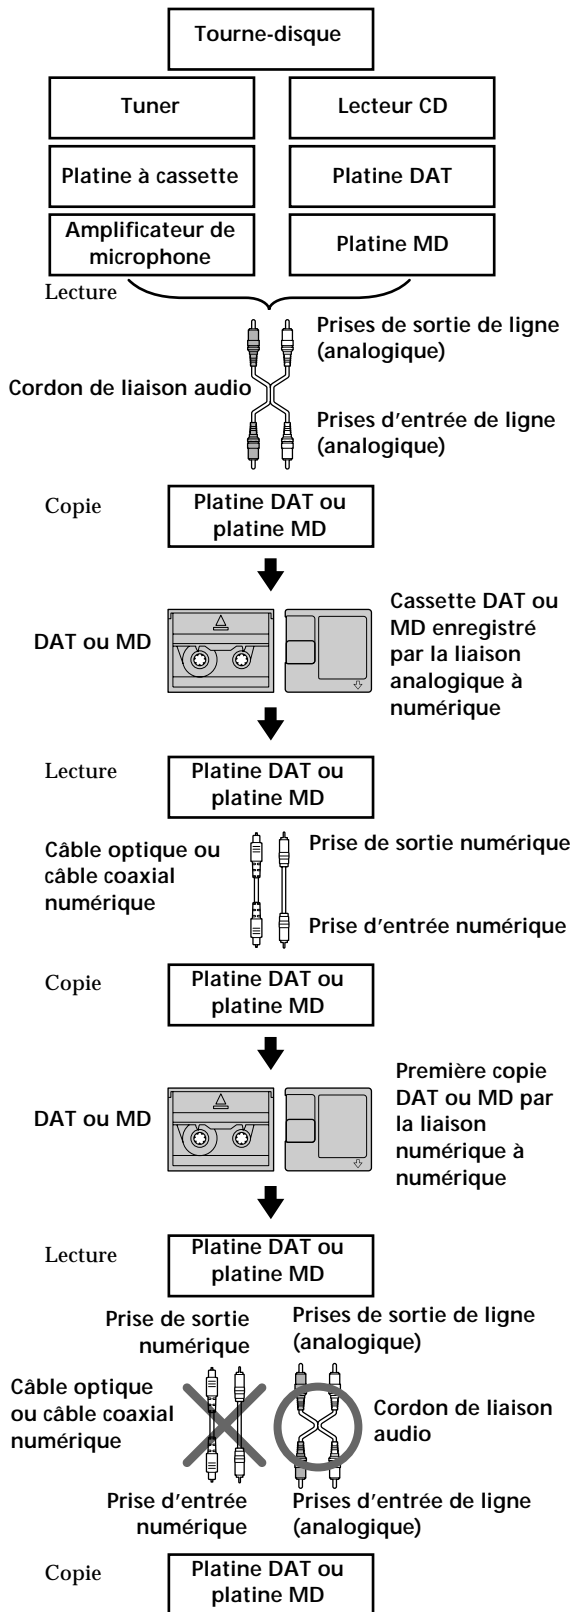 Tourne-disque
Tuner
Lecteur CD
Platine à cassette
Platine DAT
Amplificateur de
microphone
Platine MD
Lecture
Prises de sortie de ligne
(analogique)
Cordon de liaison audio
Prises d'entrée de ligne
(analogique)
Copie
Platine DAT ou
platine MD
DAT ou MD
Cassette DAT ou
MD enregistré
par la liaison
analogique à
numérique
Lecture
Platine DAT ou
platine MD
Câble optique ou
câble coaxial
numérique
Prise de sortie numérique
Prise d'entrée numérique
Copie
Platine DAT ou
platine MD
DAT ou MD
Première copie
DAT ou MD par
la liaison
numérique à
numérique
Lecture
Platine DAT ou
platine MD
Prise de sortie
numérique
Prises de sortie de ligne
(analogique)
Câble optique
ou câble coaxial
numérique
Cordon de liaison
audio
Prise d'entrée
numérique
Prises d'entrée de ligne
(analogique)
Copie
Platine DAT ou
platine MD